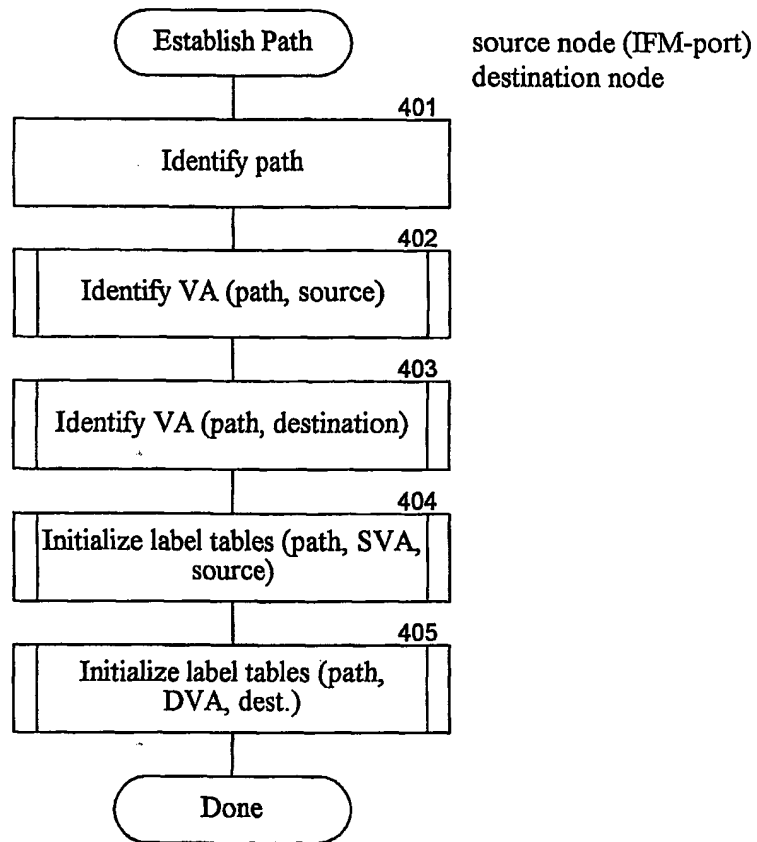 Establish Path
source node (IFM-port)
destination node
401
Identify path
402
Identify VA (path, source)
403
Identify VA (path, destination)
404
Initialize label tables (path, SVA,
source)
405
Initialize label tables (path,
DVA, dest.)
Done